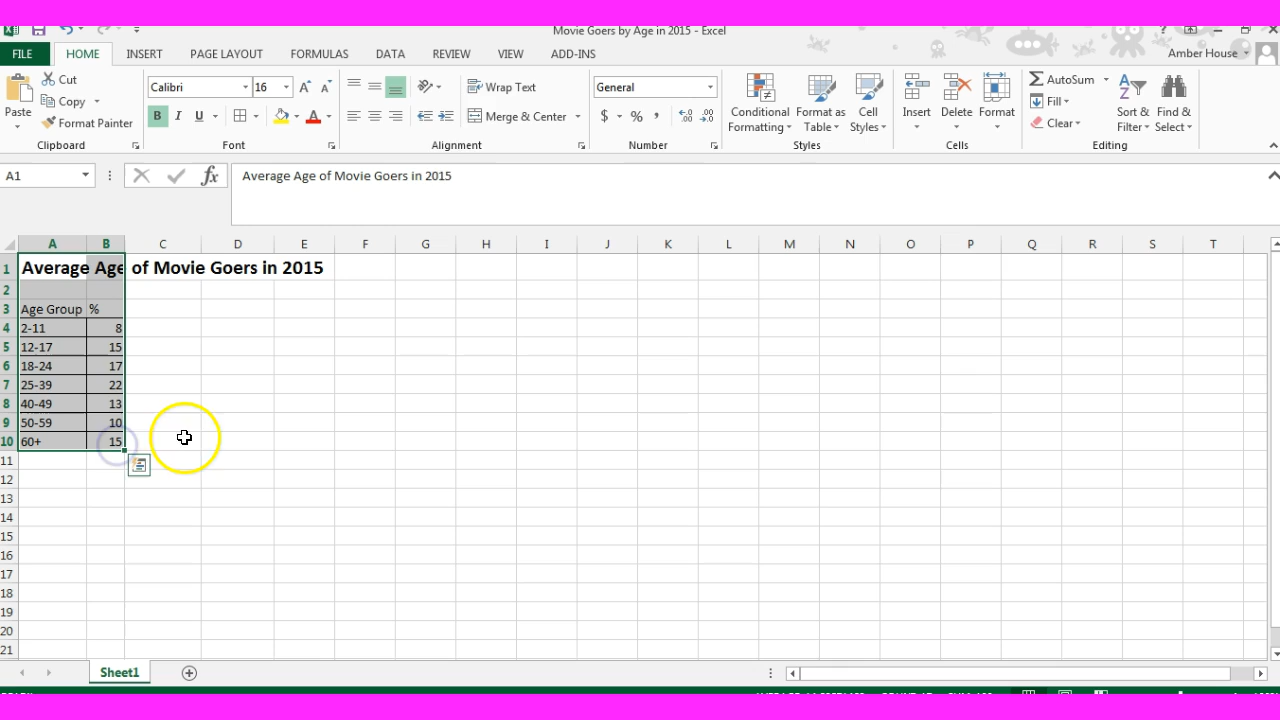 Movie Goers by Age in 2015 - Excel
FILE HOME INSERT PAGE LAYOUT FORMULAS DATA REVIEW VIEW ADD-INS Amber House
Cut
Copy
Format Painter
Paste
Clipboard
Calibri 16
B I U
Font
Wrap Text
Merge & Center
Alignment
General
$ % ,
Number
Conditional Formatting
Format as Table
Cell Styles
Styles
Insert Delete Format
Cells
AutoSum
Fill
Clear
Sort & Filter
Find & Select
Editing
A1 fx Average Age of Movie Goers in 2015
A B C D E F G H I J K L M N O P Q R S T
1 Average Age of Movie Goers in 2015
2
3 Age Group %
4 2-11 8
5 12-17 15
6 18-24 17
7 25-39 22
8 40-49 13
9 50-59 10
10 60+ 15
11
12
13
14
15
16
17
18
19
20
21
Sheet1